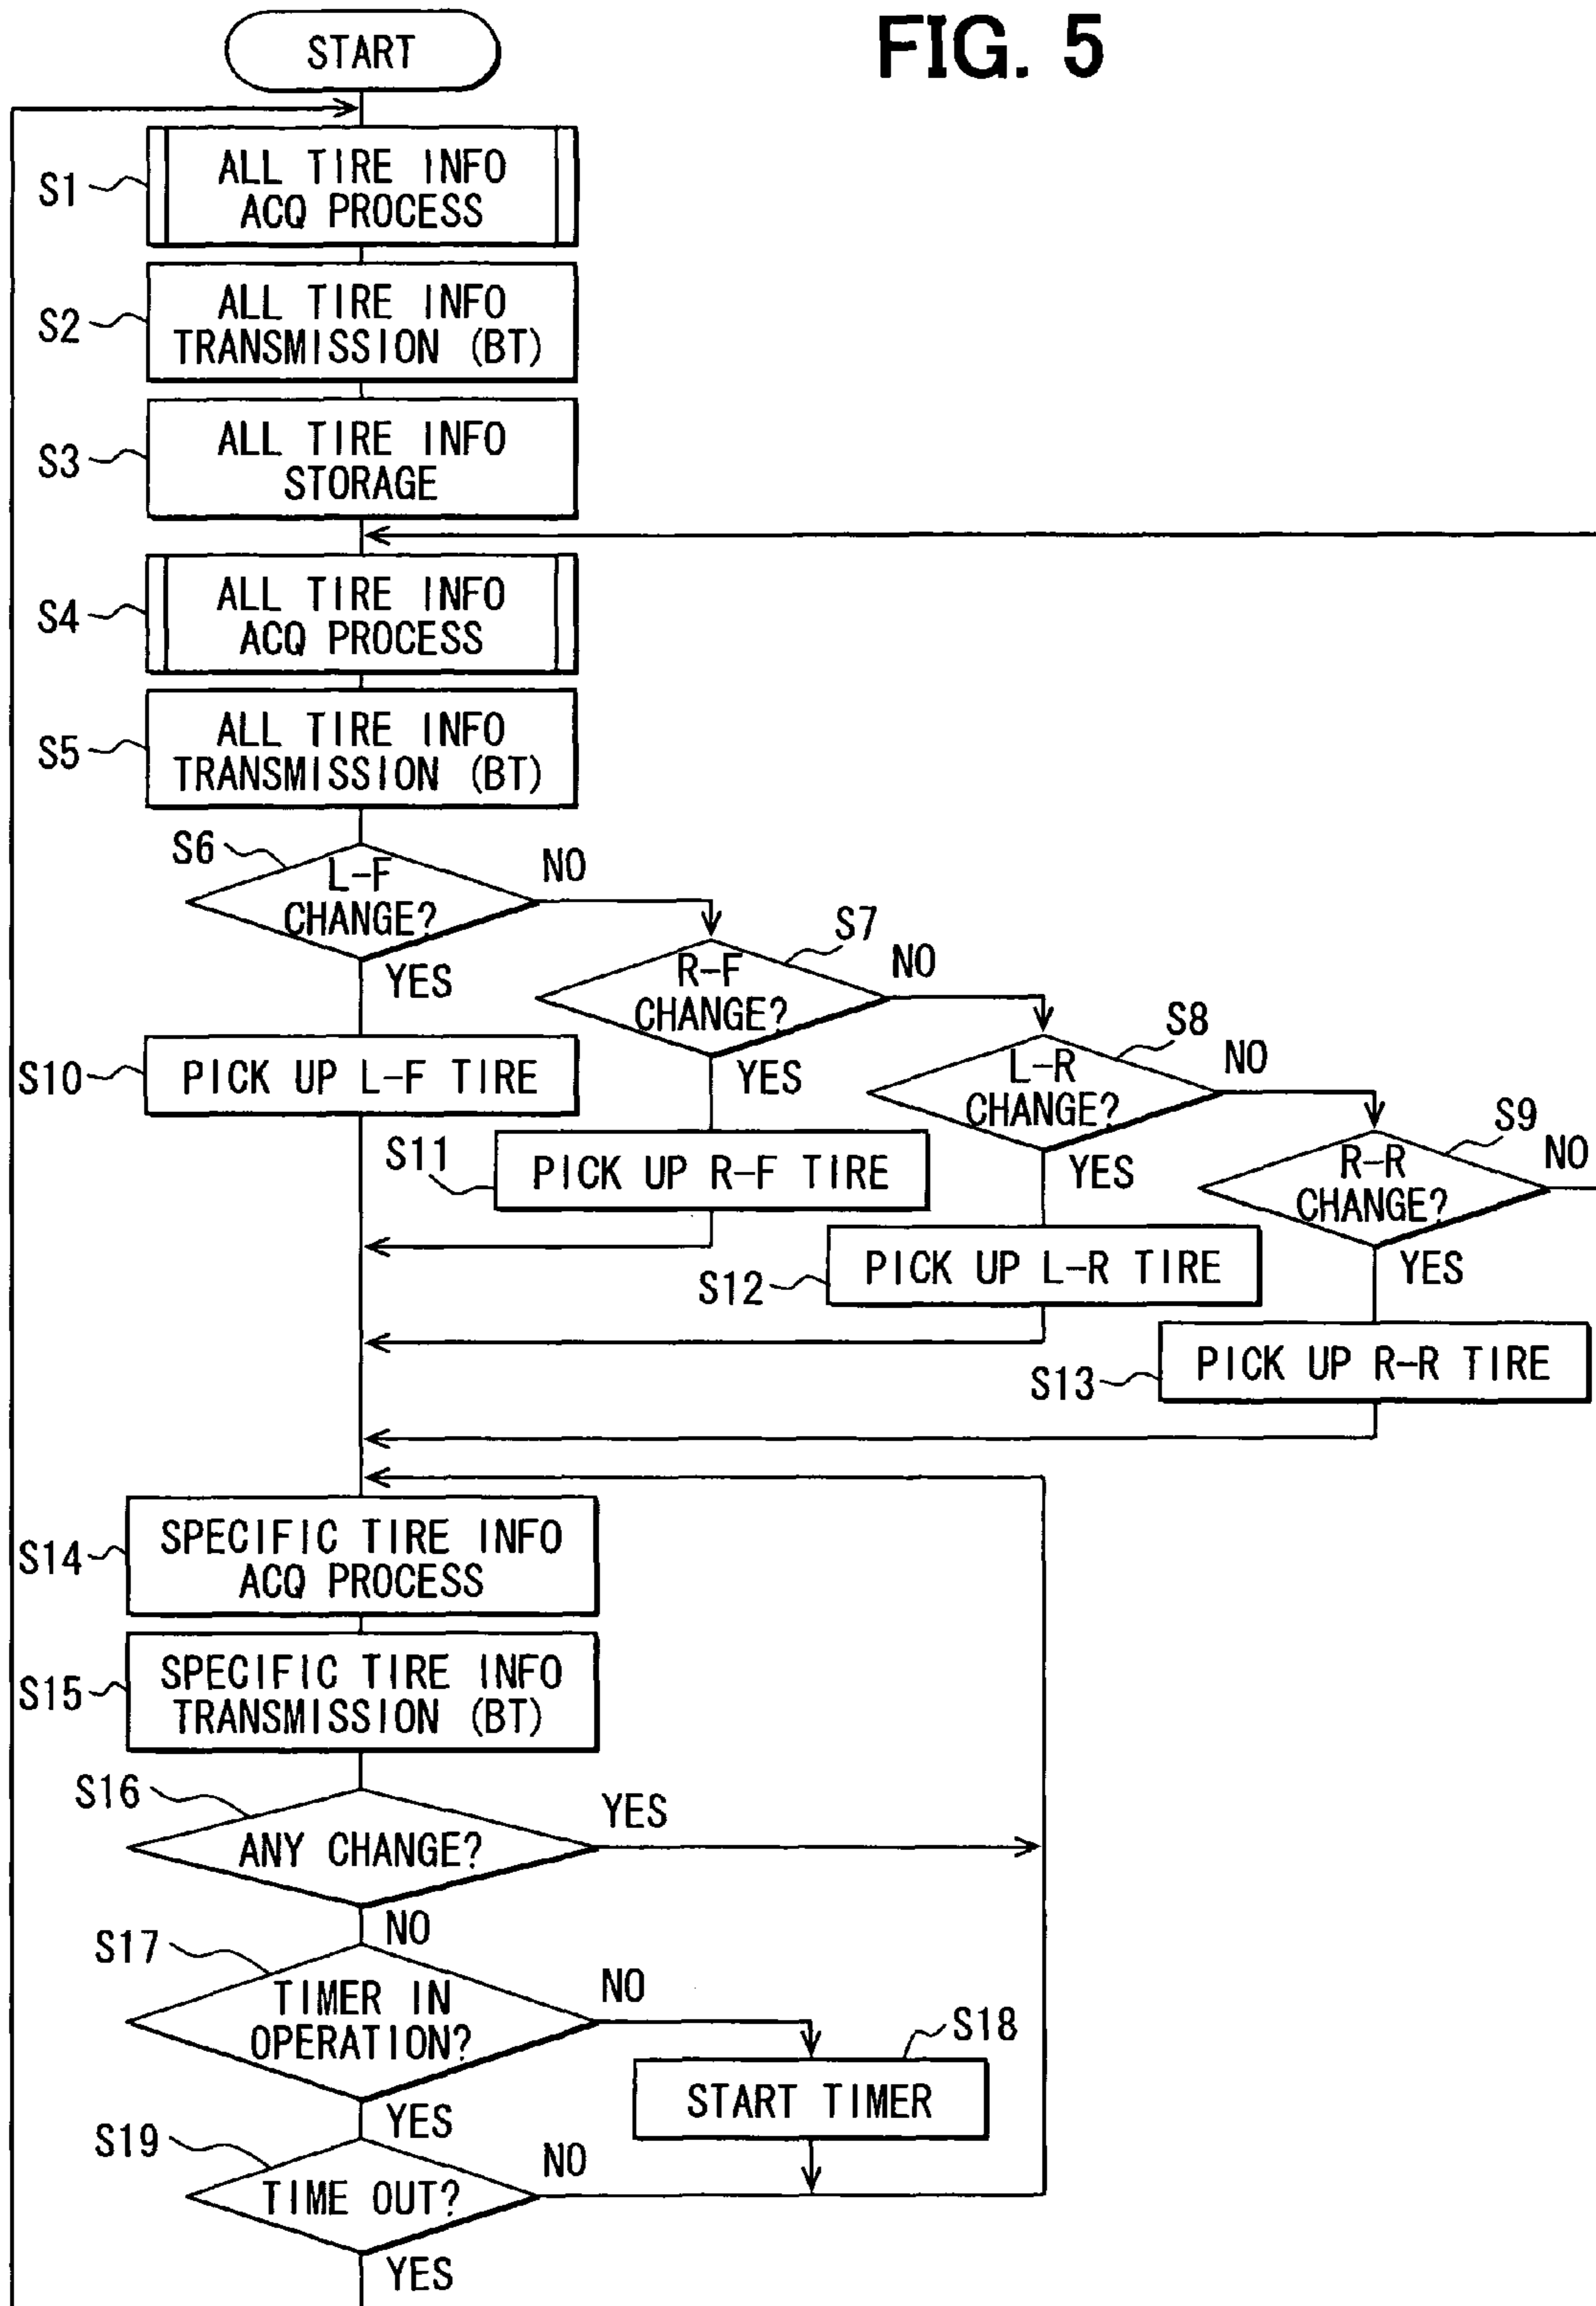 FIG. 5
START
S1
ALL TIRE INFO
ACQ PROCESS
S2
ALL TIRE INFO
TRANSMISSION (BT)
S3
ALL TIRE INFO
STORAGE
S4
ALL TIRE INFO
ACQ PROCESS
S5
ALL TIRE INFO
TRANSMISSION (BT)
S6
L-F
CHANGE?
NO
YES
S7
R-F
CHANGE?
NO
YES
S8
L-R
CHANGE?
NO
YES
S9
R-R
CHANGE?
NO
YES
S10
PICK UP L-F TIRE
S11
PICK UP R-F TIRE
S12
PICK UP L-R TIRE
S13
PICK UP R-R TIRE
S14
SPECIFIC TIRE INFO
ACQ PROCESS
S15
SPECIFIC TIRE INFO
TRANSMISSION (BT)
S16
ANY CHANGE?
YES
NO
S17
TIMER IN
OPERATION?
NO
YES
S18
START TIMER
S19
TIME OUT?
NO
YES